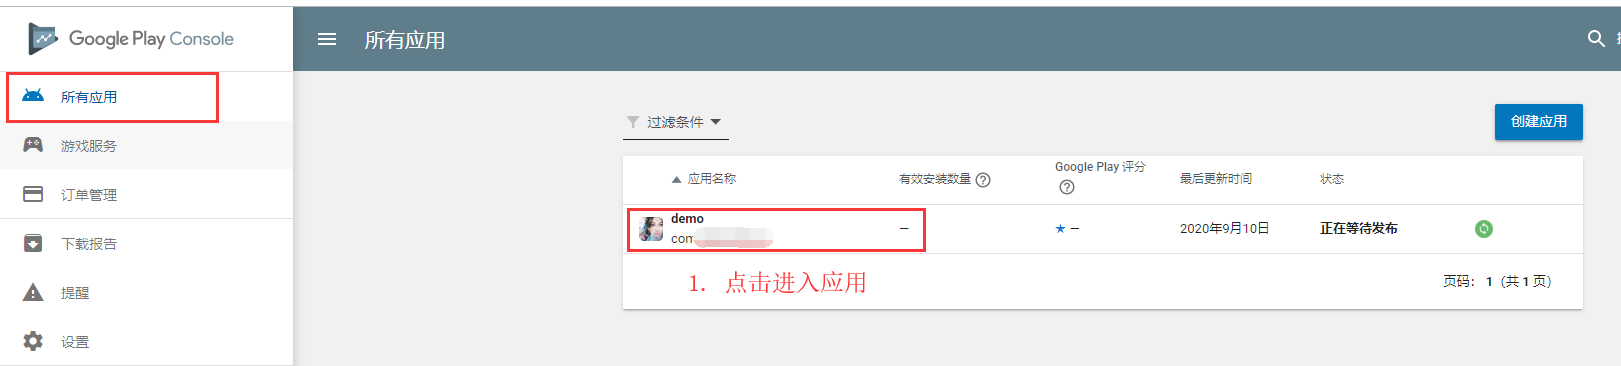 Google Play Console
所有应用
所有应用
游戏服务
订单管理
下载报告
提醒
设置
过滤条件
创建应用
应用名称
有效安装数量
Google Play 评分
最后更新时间
状态
demo
com
—
★ —
2020年9月10日
正在等待发布
1. 点击进入应用
页码： 1（共 1 页）